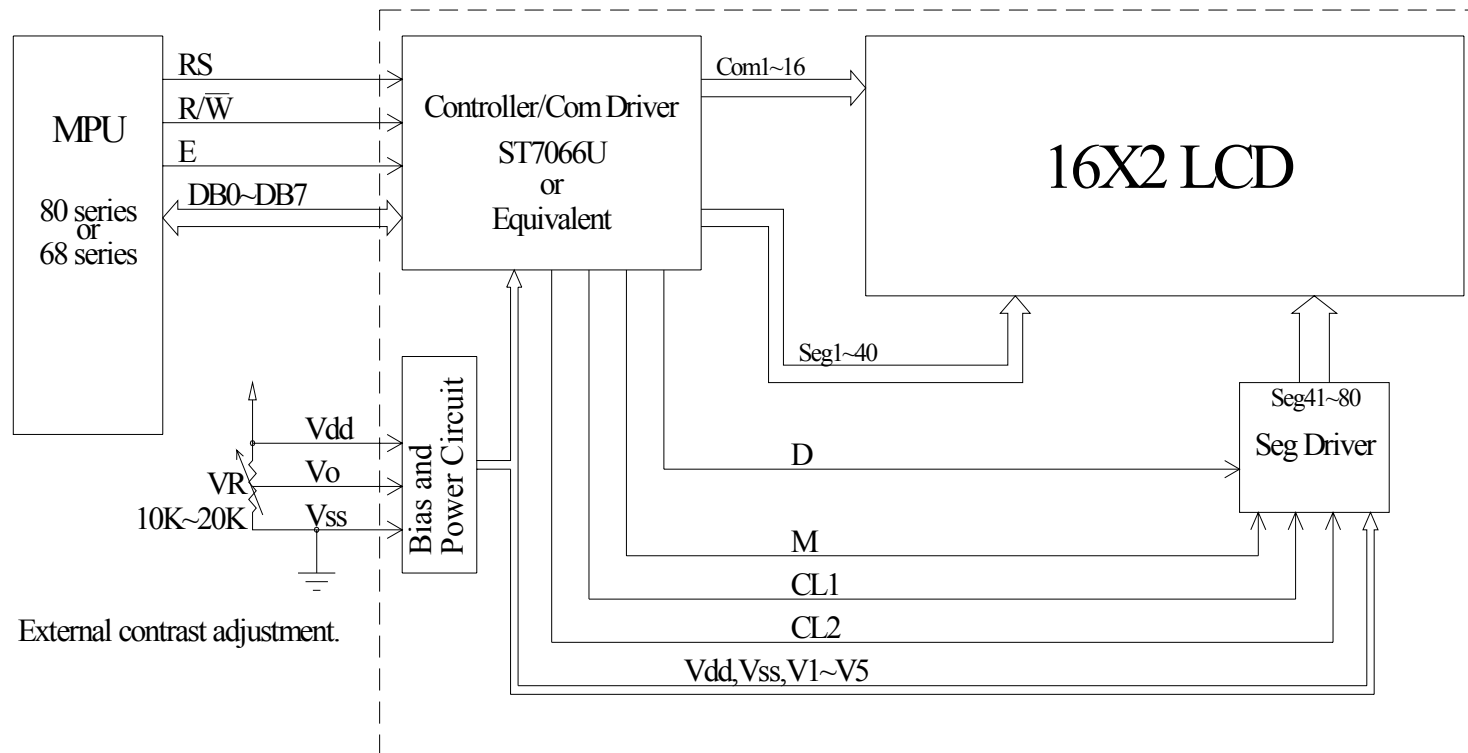 MPU
80 series
or
68 series
RS
R/W̅
E
DB0~DB7
Controller/Com Driver
ST7066U
or
Equivalent
Com1~16
16X2 LCD
Seg1~40
Seg41~80
Seg Driver
Vdd
Vo
Vss
VR
10K~20K
Bias and
Power Circuit
External contrast adjustment.
D
M
CL1
CL2
Vdd,Vss,V1~V5